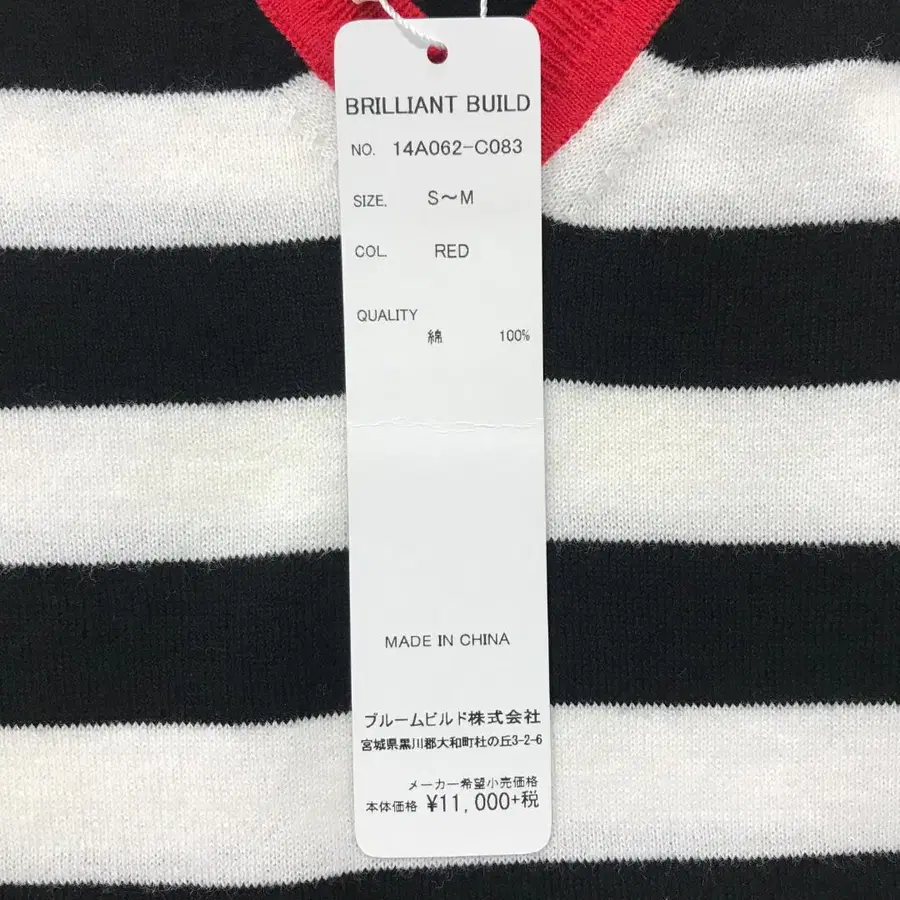 BRILLIANT BUILD
NO. 14A062-C083
SIZE. S～M
COL. RED
QUALITY
綿 100%
MADE IN CHINA
ブルームビルド株式会社
宮城県黒川郡大和町杜の丘3-2-6
メーカー希望小売価格
本体価格 ¥11,000+税